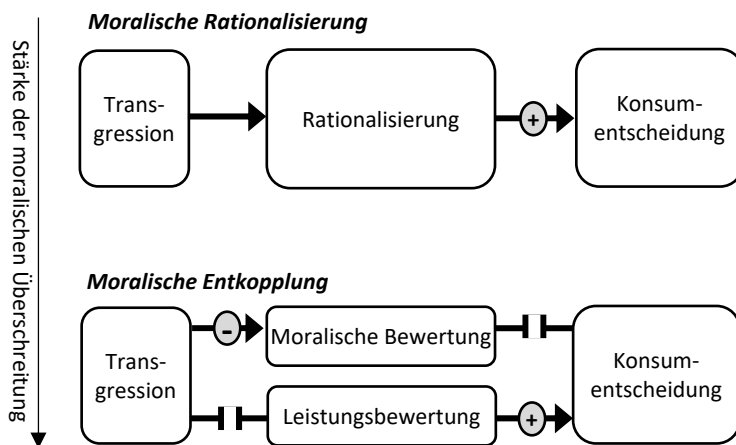 Stärke der moralischen Überschreitung
Moralische Rationalisierung
Trans-
gression
Rationalisierung
+
Konsum-
entscheidung
Moralische Entkopplung
Trans-
gression
-
Moralische Bewertung
Leistungsbewertung
+
Konsum-
entscheidung